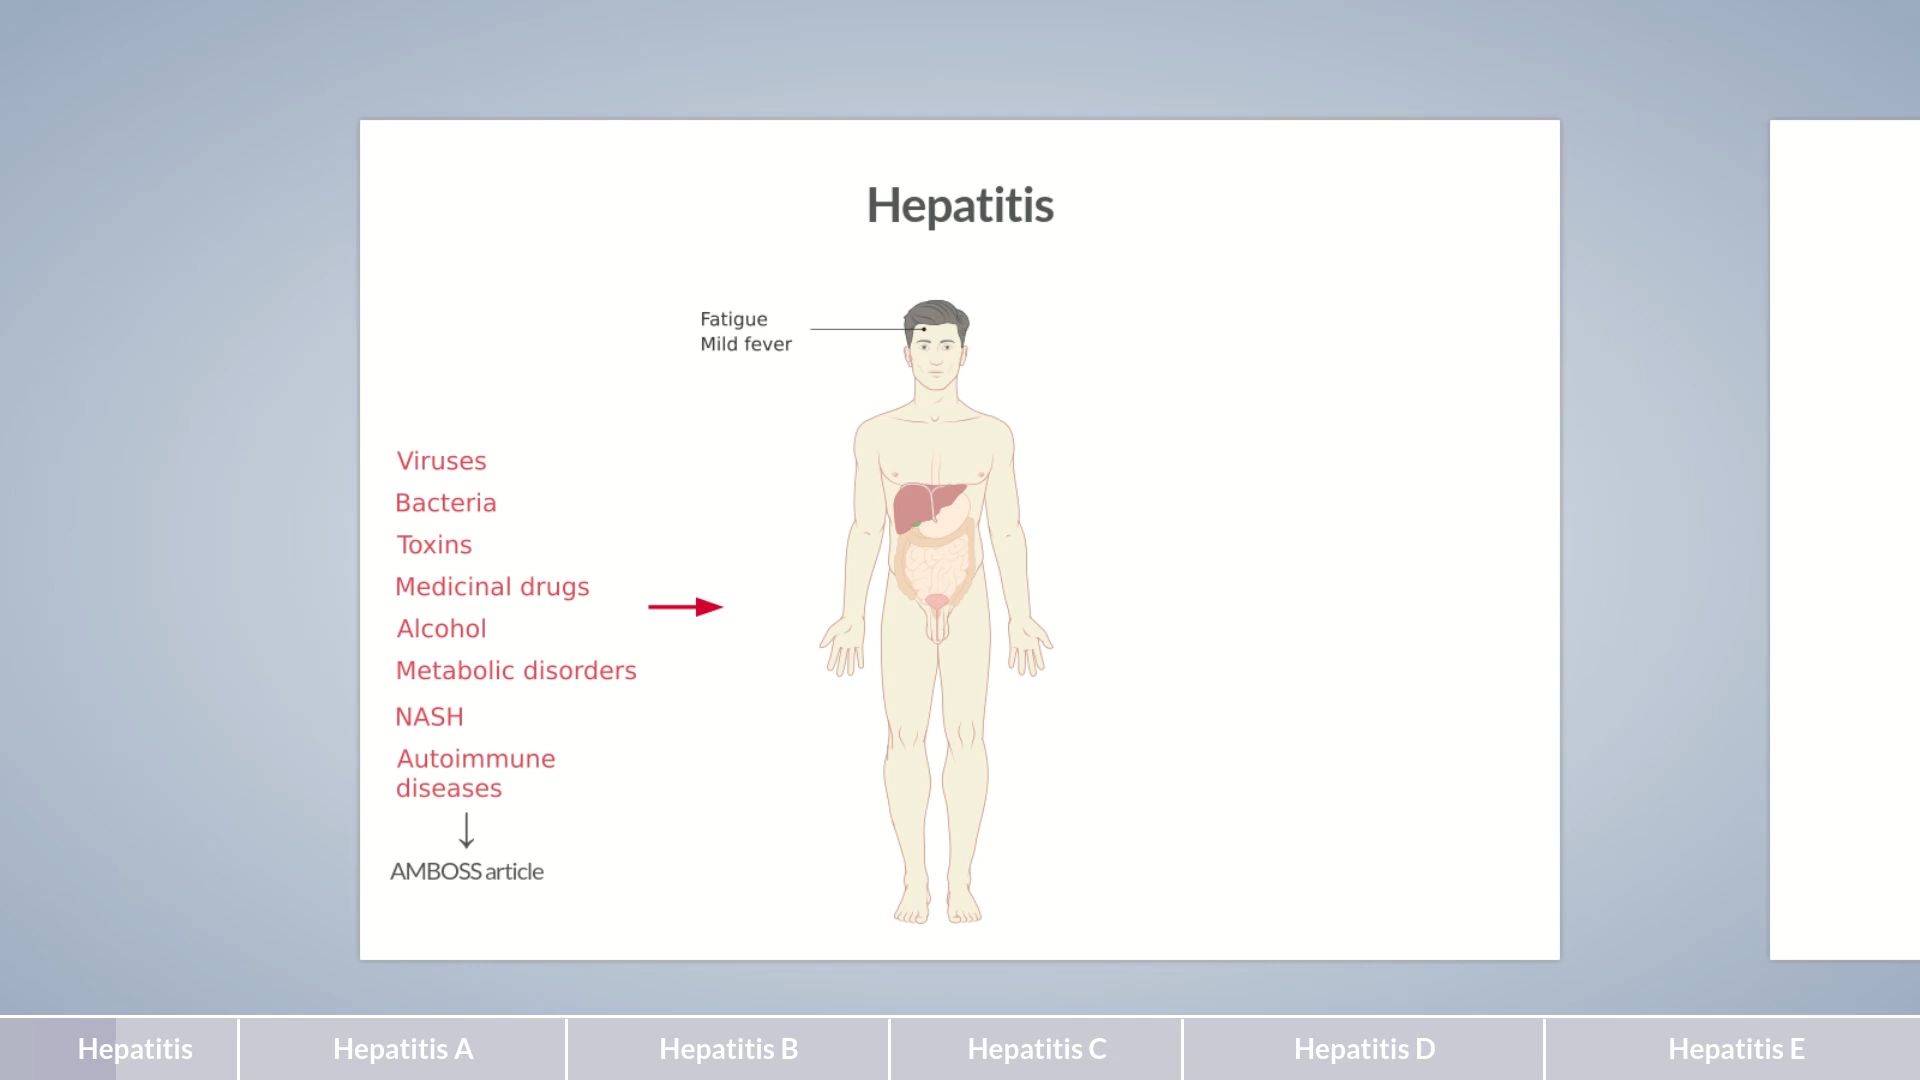 Hepatitis
Fatigue
Mild fever
Viruses
Bacteria
Toxins
Medicinal drugs
Alcohol
Metabolic disorders
NASH
Autoimmune
diseases
AMBOSS article
Hepatitis
Hepatitis A
Hepatitis B
Hepatitis C
Hepatitis D
Hepatitis E